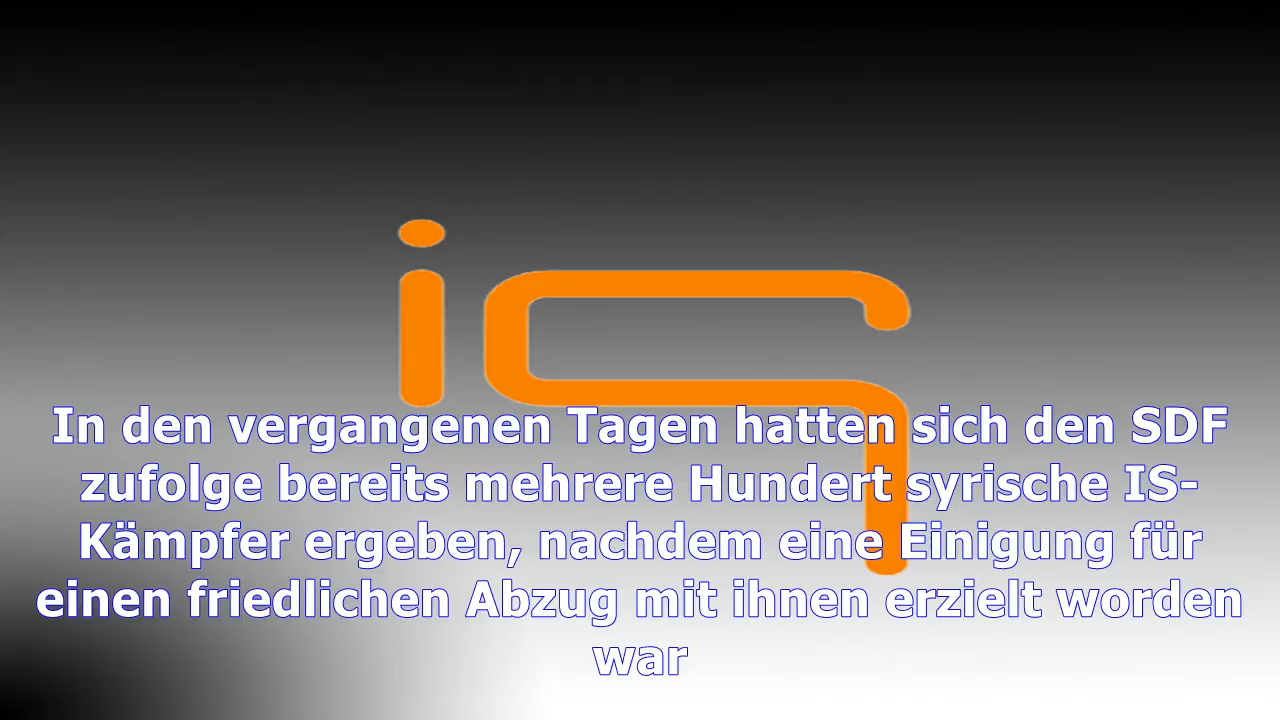 In den vergangenen Tagen hatten sich den SDF
zufolge bereits mehrere Hundert syrische IS-
Kämpfer ergeben, nachdem eine Einigung für
einen friedlichen Abzug mit ihnen erzielt worden
war